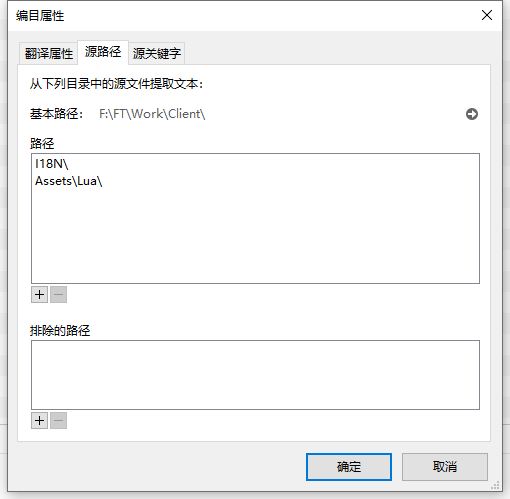 编目属性
翻译属性 源路径 源关键字
从下列目录中的源文件提取文本：
基本路径： F:\FT\Work\Client\
路径
I18N\
Assets\Lua\
排除的路径
确定 取消